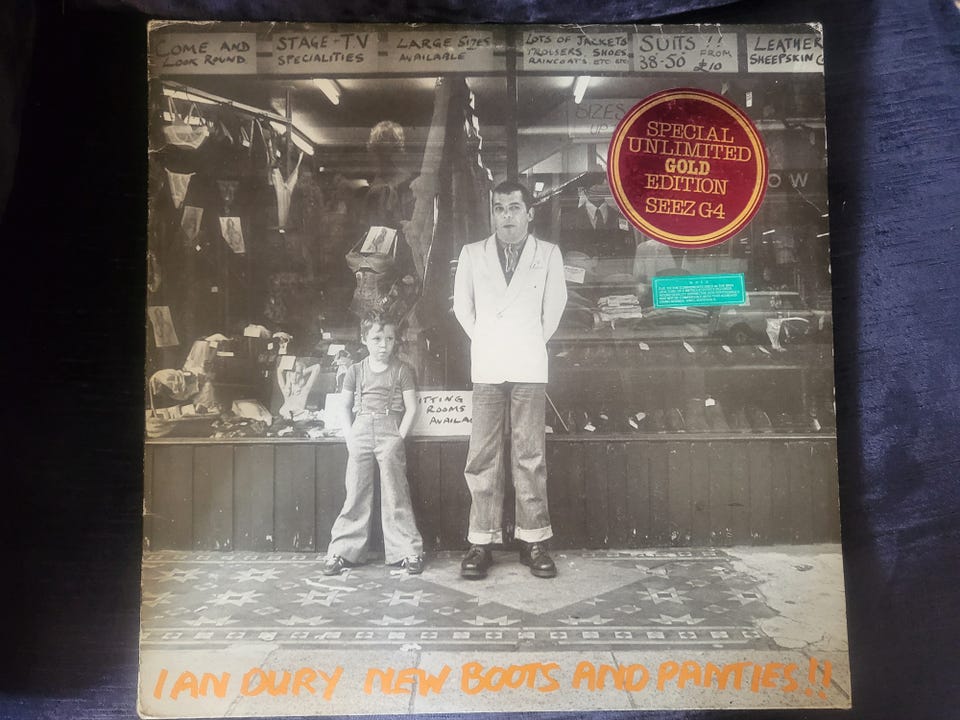 COME AND
LOOK ROUND
STAGE-TV
SPECIALITIES
LARGE SIZES
AVAILABLE
LOTS OF JACKETS
TROUSERS SHOES
RAINCOATS ETC ETC
SUITS !!
38-50 FROM
£10
LEATHER
SHEEPSKIN
SIZES
UP
SPECIAL
UNLIMITED
GOLD
EDITION
SEEZ G4
OW
ITTING
ROOMS
AVAILA
IAN DURY NEW BOOTS AND PANTIES!!